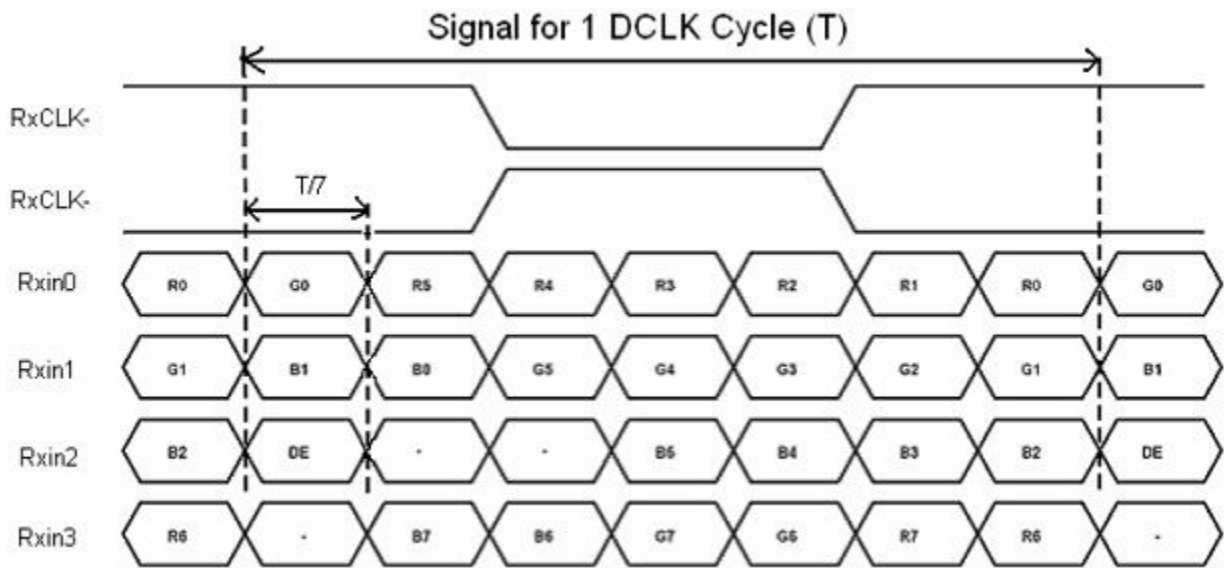 Signal for 1 DCLK Cycle (T)
RxCLK-
RxCLK-
T/7
Rxin0 R0 G0 R5 R4 R3 R2 R1 R0 G0
Rxin1 G1 B1 B0 G5 G4 G3 G2 G1 B1
Rxin2 B2 DE - - B5 B4 B3 B2 DE
Rxin3 R6 - B7 B6 G7 G6 R7 R6 -